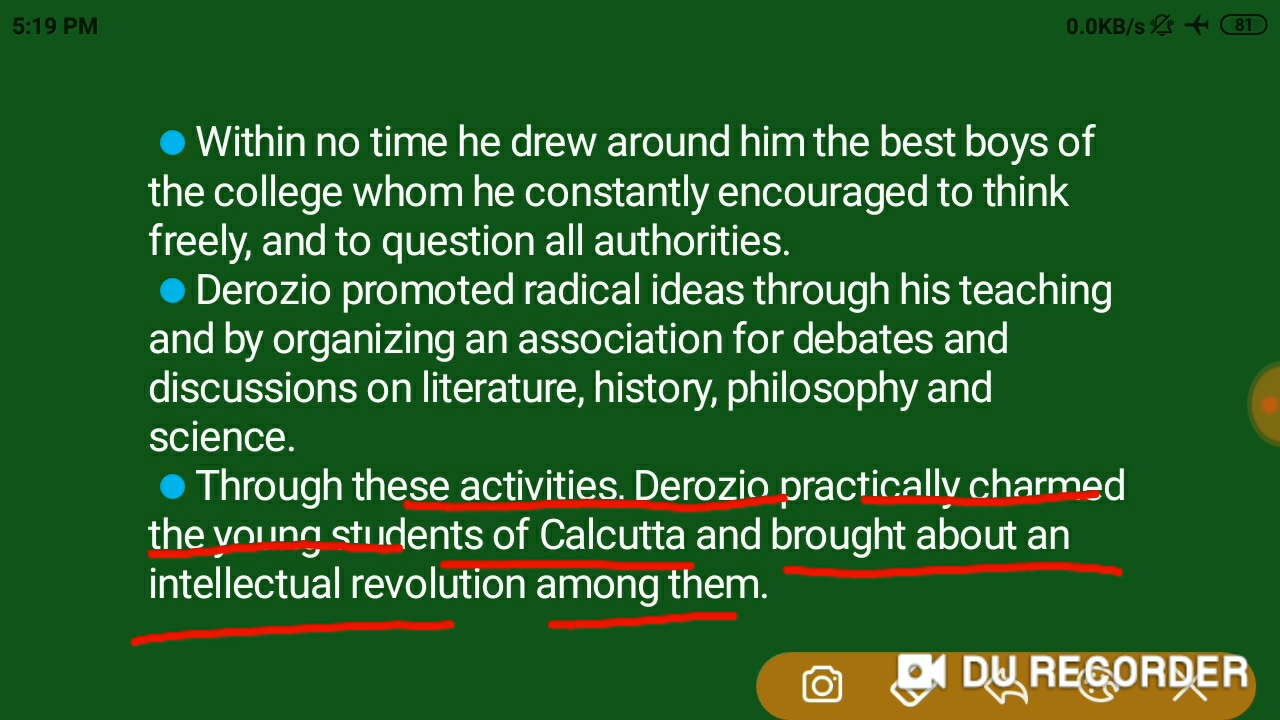 5:19 PM 0.0KB/s 81
Within no time he drew around him the best boys of
the college whom he constantly encouraged to think
freely, and to question all authorities.
Derozio promoted radical ideas through his teaching
and by organizing an association for debates and
discussions on literature, history, philosophy and
science.
Through these activities, Derozio practically charmed
the young students of Calcutta and brought about an
intellectual revolution among them.
DU RECORDER